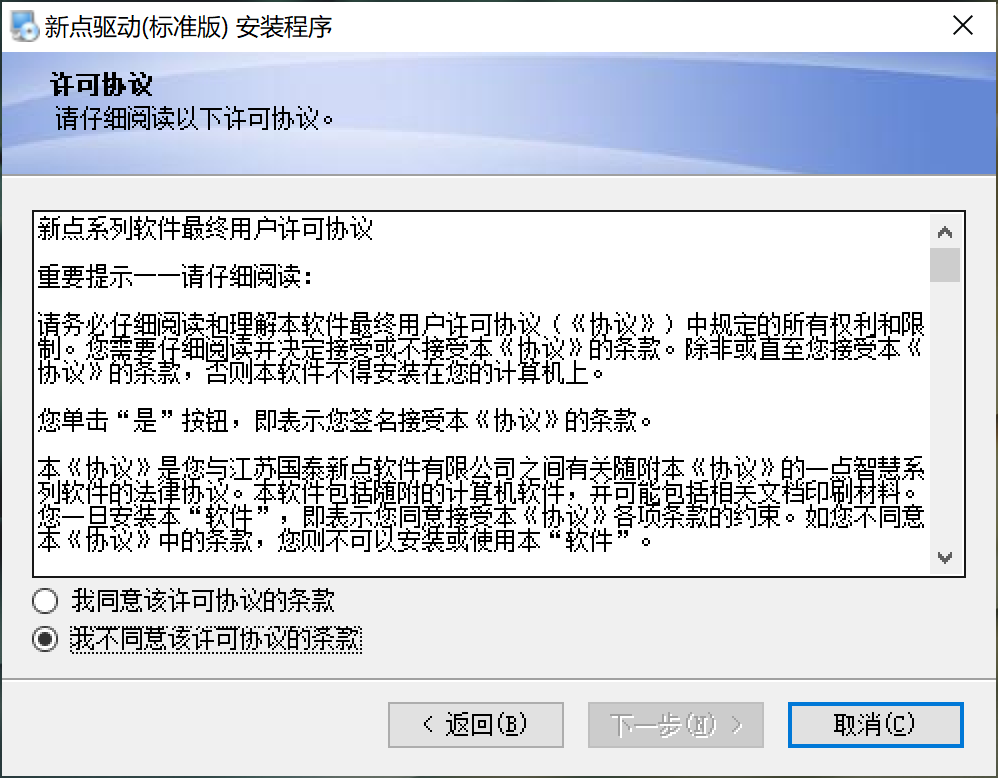 新点驱动(标准版) 安装程序
许可协议
请仔细阅读以下许可协议。
新点系列软件最终用户许可协议
重要提示——请仔细阅读：
请务必仔细阅读和理解本软件最终用户许可协议（《协议》）中规定的所有权利和限
制。您需要仔细阅读并决定接受或不接受本《协议》的条款。除非或直至您接受本《
协议》的条款，否则本软件不得安装在您的计算机上。
您单击“是”按钮，即表示您签名接受本《协议》的条款。
本《协议》是您与江苏国泰新点软件有限公司之间有关随附本《协议》的一点智慧系
列软件的法律协议。本软件包括随附的计算机软件，并可能包括相关文档印刷材料。
您一旦安装本“软件”，即表示您同意接受本《协议》各项条款的约束。如您不同意
本《协议》中的条款，您则不可以安装或使用本“软件”。
我同意该许可协议的条款
我不同意该许可协议的条款
< 返回(B)
下一步(N) >
取消(C)